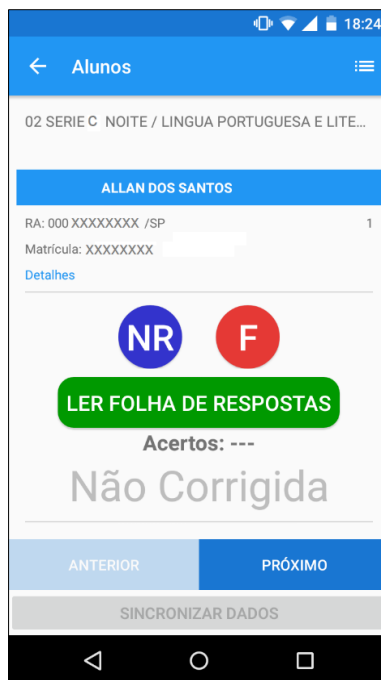 18:24
Alunos
02 SERIE C NOITE / LINGUA PORTUGUESA E LITE...
ALLAN DOS SANTOS
RA: 000 XXXXXXXX /SP 1
Matrícula: XXXXXXXX
Detalhes
NR F
LER FOLHA DE RESPOSTAS
Acertos: ---
Não Corrigida
ANTERIOR PRÓXIMO
SINCRONIZAR DADOS